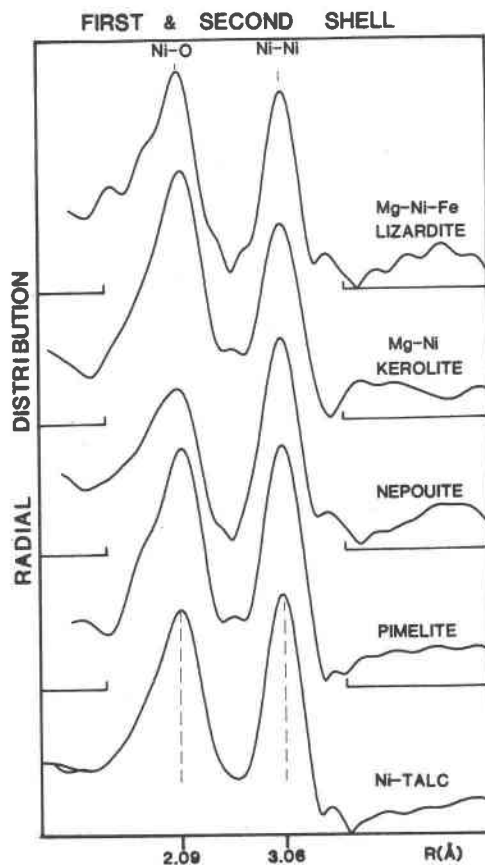 FIRST & SECOND SHELL
Ni–O
Ni–Ni
Mg–Ni–Fe
LIZARDITE
Mg–Ni
KEROLITE
NEPOUITE
PIMELITE
Ni–TALC
RADIAL DISTRIBUTION
2.09
3.06
R(Å)